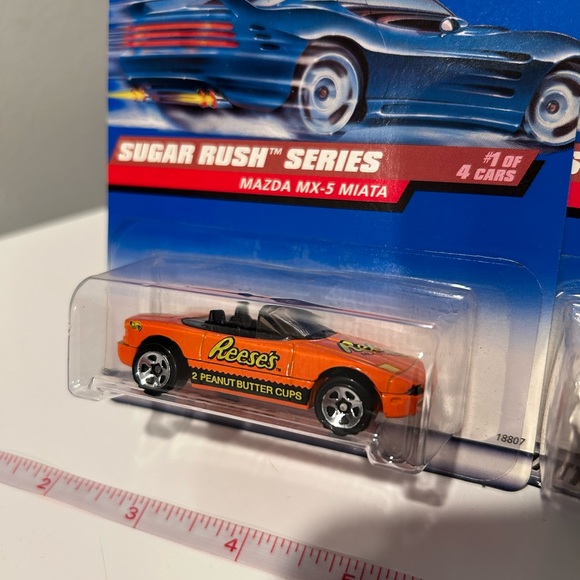 SUGAR RUSH™ SERIES
#1 OF
4 CARS
MAZDA MX-5 MIATA
Reese's
2 PEANUT BUTTER CUPS
18807
2
3
4
5